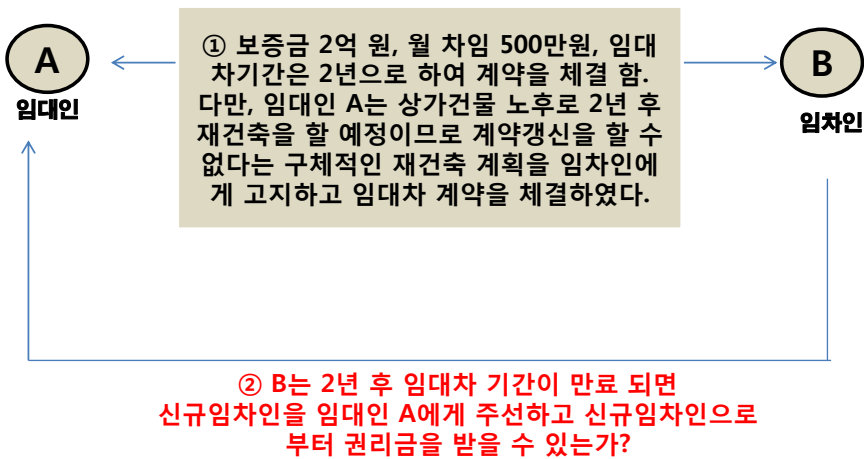 A
임대인
① 보증금 2억 원, 월 차임 500만원, 임대
차기간은 2년으로 하여 계약을 체결 함.
다만, 임대인 A는 상가건물 노후로 2년 후
재건축을 할 예정이므로 계약갱신을 할 수
없다는 구체적인 재건축 계획을 임차인에
게 고지하고 임대차 계약을 체결하였다.
B
임차인
② B는 2년 후 임대차 기간이 만료 되면
신규임차인을 임대인 A에게 주선하고 신규임차인으로
부터 권리금을 받을 수 있는가?